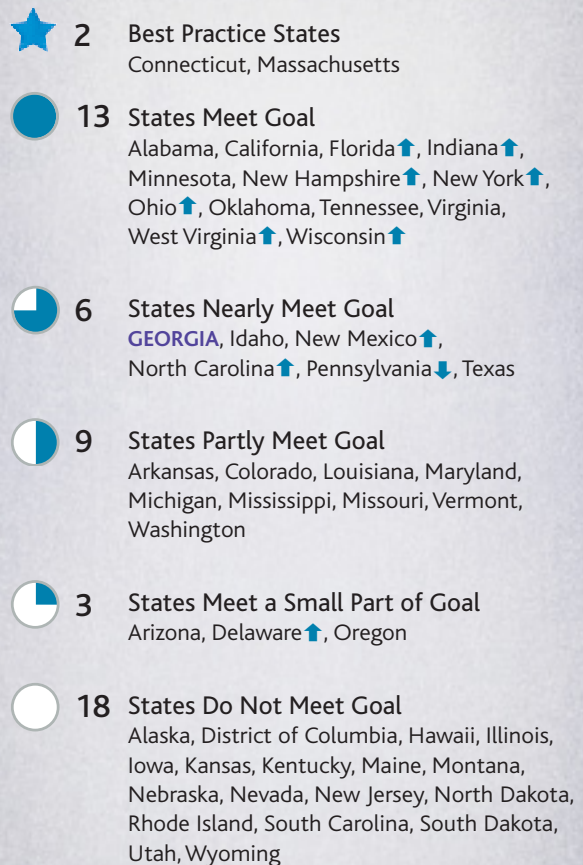 2 Best Practice States
Connecticut, Massachusetts
13 States Meet Goal
Alabama, California, Florida⬆, Indiana⬆,
Minnesota, New Hampshire⬆, New York⬆,
Ohio⬆, Oklahoma, Tennessee, Virginia,
West Virginia⬆, Wisconsin⬆
6 States Nearly Meet Goal
GEORGIA, Idaho, New Mexico⬆,
North Carolina⬆, Pennsylvania⬇, Texas
9 States Partly Meet Goal
Arkansas, Colorado, Louisiana, Maryland,
Michigan, Mississippi, Missouri, Vermont,
Washington
3 States Meet a Small Part of Goal
Arizona, Delaware⬆, Oregon
18 States Do Not Meet Goal
Alaska, District of Columbia, Hawaii, Illinois,
Iowa, Kansas, Kentucky, Maine, Montana,
Nebraska, Nevada, New Jersey, North Dakota,
Rhode Island, South Carolina, South Dakota,
Utah, Wyoming